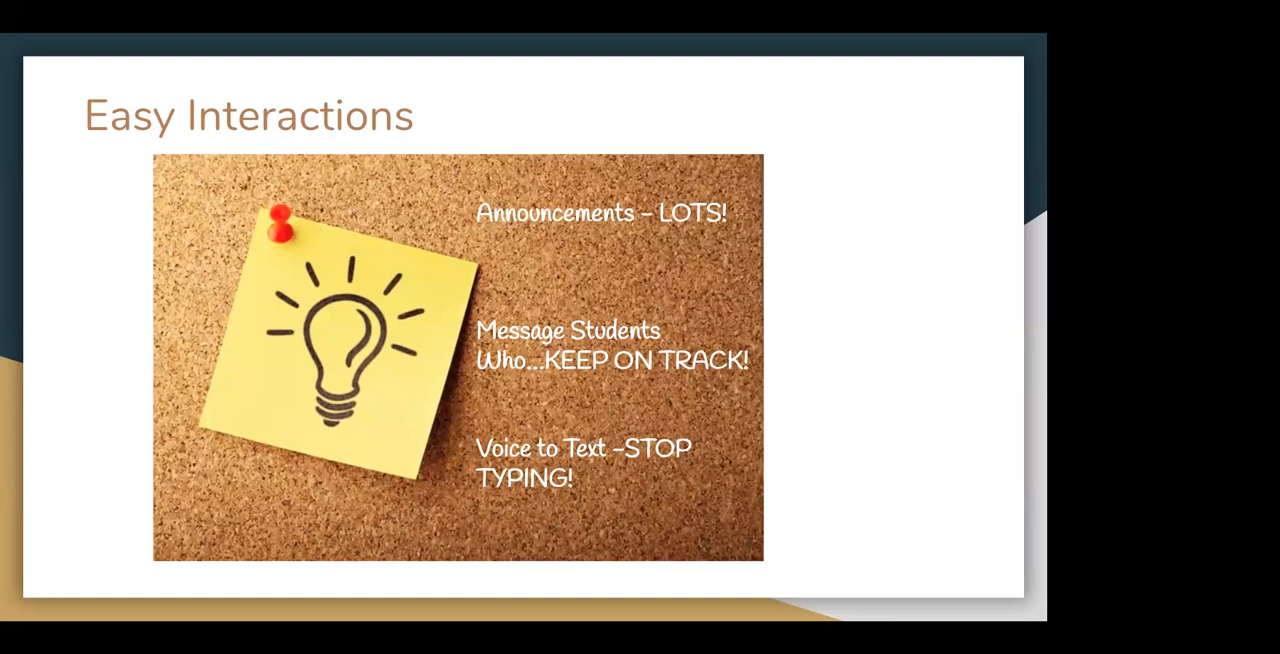 Easy Interactions
Announcements - LOTS!
Message Students
Who...KEEP ON TRACK!
Voice to Text -STOP
TYPING!